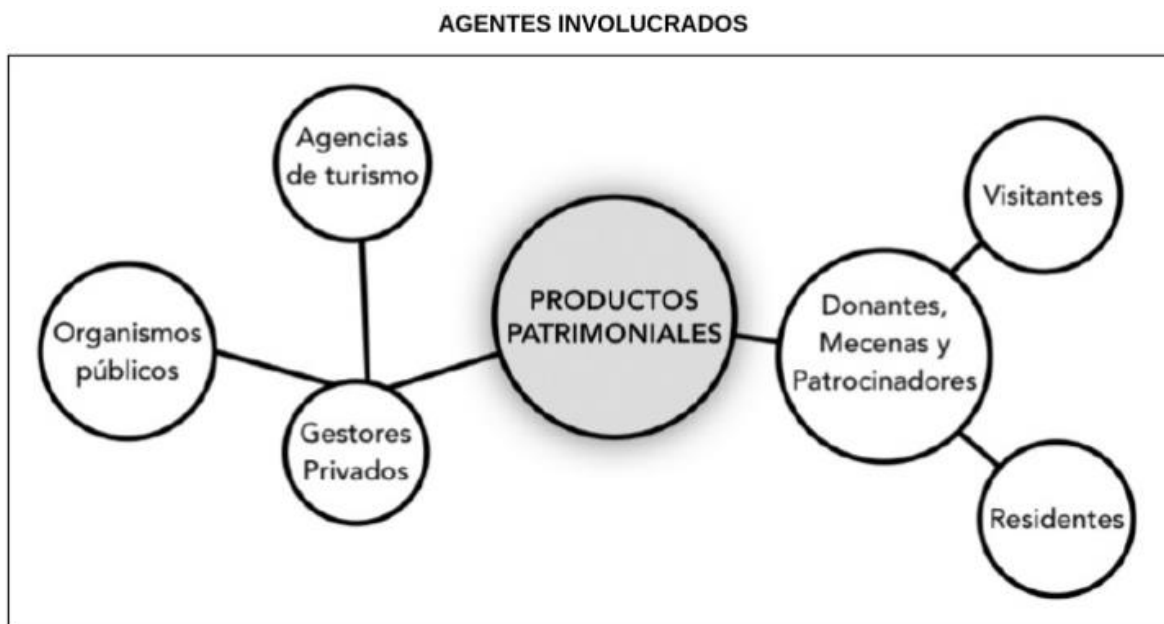 AGENTES INVOLUCRADOS
Agencias
de turismo
Organismos
públicos
Gestores
Privados
PRODUCTOS
PATRIMONIALES
Donantes,
Mecenas y
Patrocinadores
Visitantes
Residentes